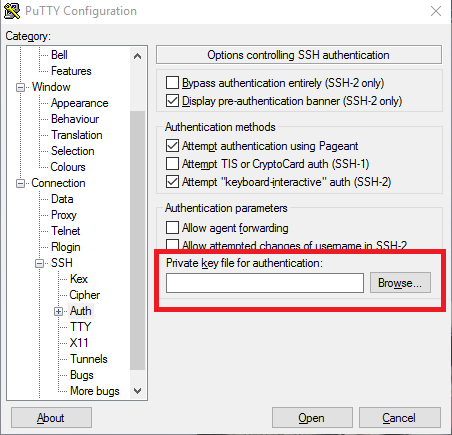 PuTTY Configuration
Category:
Bell
Features
Window
Appearance
Behaviour
Translation
Selection
Colours
Connection
Data
Proxy
Telnet
Rlogin
SSH
Kex
Cipher
Auth
TTY
X11
Tunnels
Bugs
More bugs
Options controlling SSH authentication
Bypass authentication entirely (SSH-2 only)
Display pre-authentication banner (SSH-2 only)
Authentication methods
Attempt authentication using Pageant
Attempt TIS or CryptoCard auth (SSH-1)
Attempt "keyboard-interactive" auth (SSH-2)
Authentication parameters
Allow agent forwarding
Allow attempted changes of username in SSH-2
Private key file for authentication:
Browse...
About
Open
Cancel